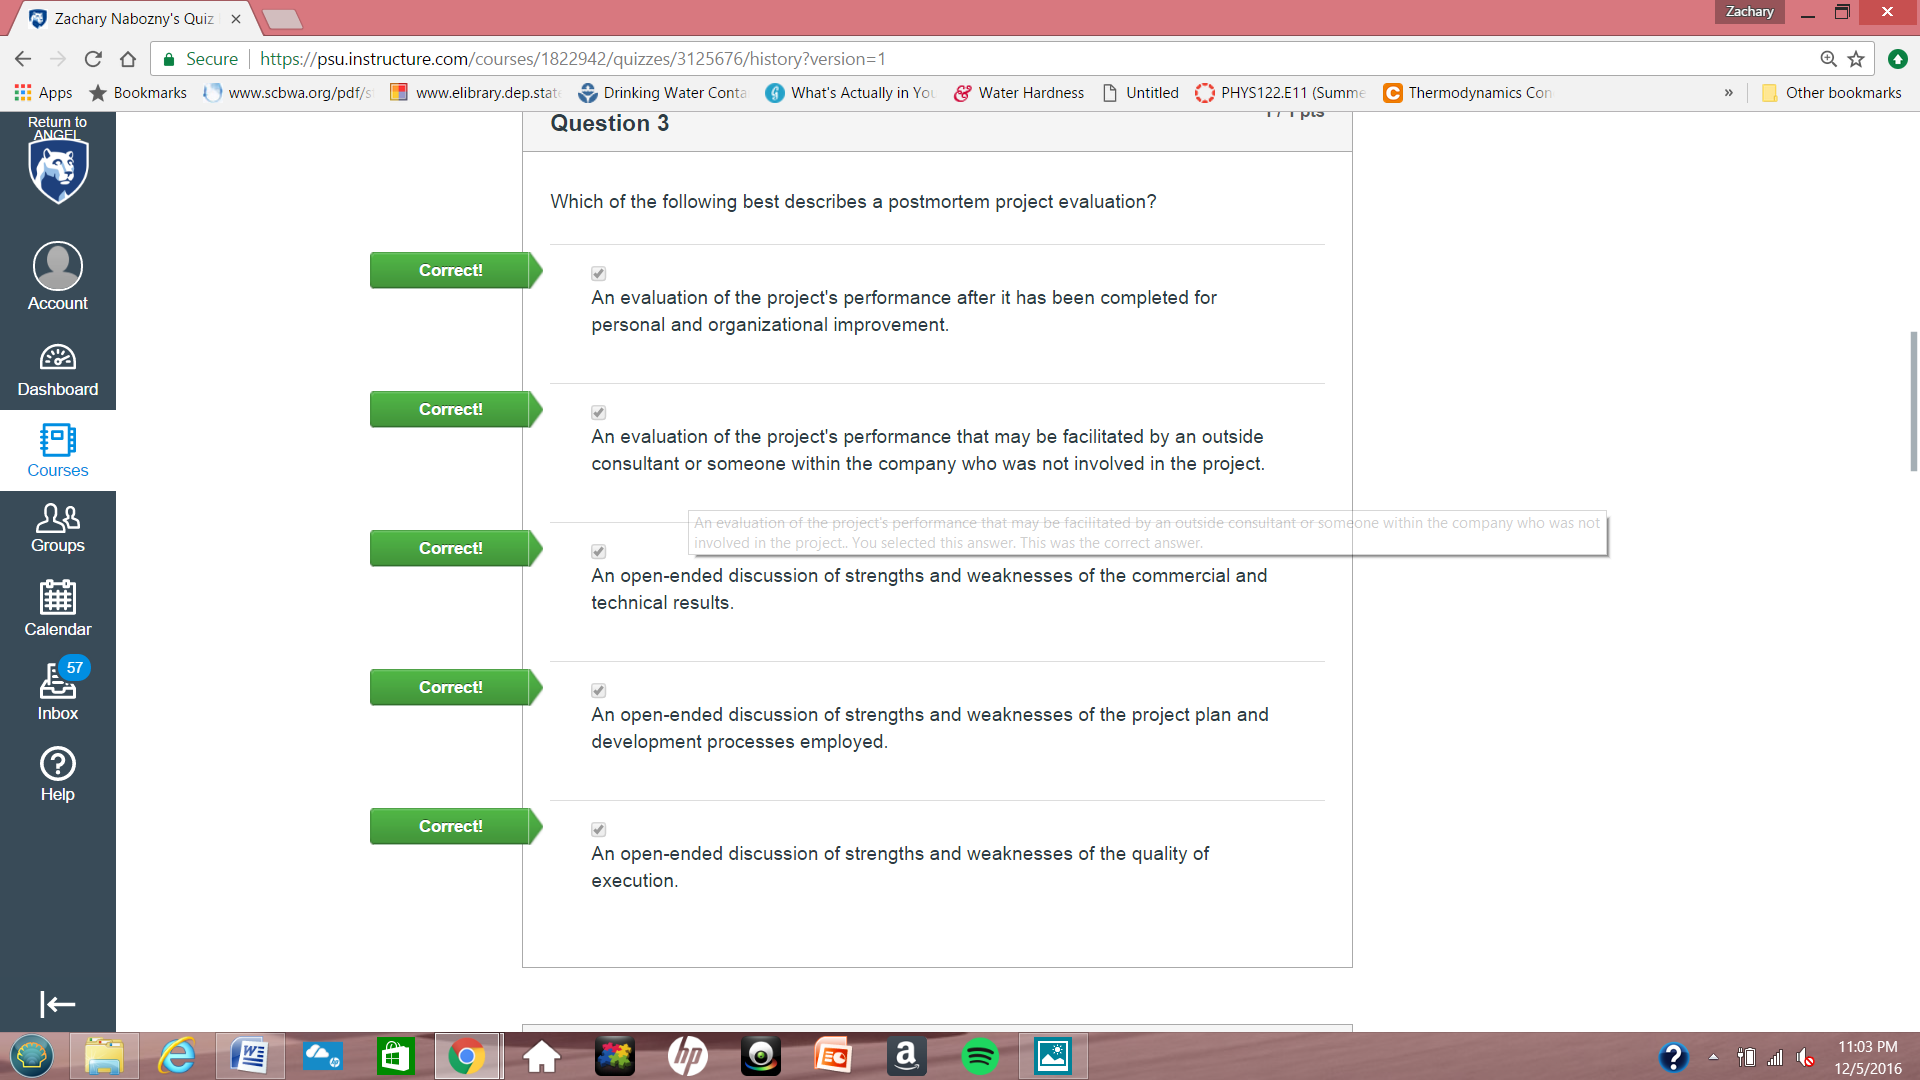 Zachary Nabozny's Quiz
Zachary
Secure
https://psu.instructure.com/courses/1822942/quizzes/3125676/history?version=1
Apps
Bookmarks
www.scbwa.org/pdf/s
www.elibrary.dep.stat
Drinking Water Conta
What's Actually in You
Water Hardness
Untitled
PHYS122.E11 (Summe
Thermodynamics Con
»
Other bookmarks
Return to
ANGEL
Account
Dashboard
Courses
Groups
Calendar
57
Inbox
Help
Question 3
1 / 1 pts
Which of the following best describes a postmortem project evaluation?
Correct!
An evaluation of the project's performance after it has been completed for
personal and organizational improvement.
Correct!
An evaluation of the project's performance that may be facilitated by an outside
consultant or someone within the company who was not involved in the project.
An evaluation of the project's performance that may be facilitated by an outside consultant or someone within the company who was not
involved in the project.. You selected this answer. This was the correct answer.
Correct!
An open-ended discussion of strengths and weaknesses of the commercial and
technical results.
Correct!
An open-ended discussion of strengths and weaknesses of the project plan and
development processes employed.
Correct!
An open-ended discussion of strengths and weaknesses of the quality of
execution.
11:03 PM
12/5/2016